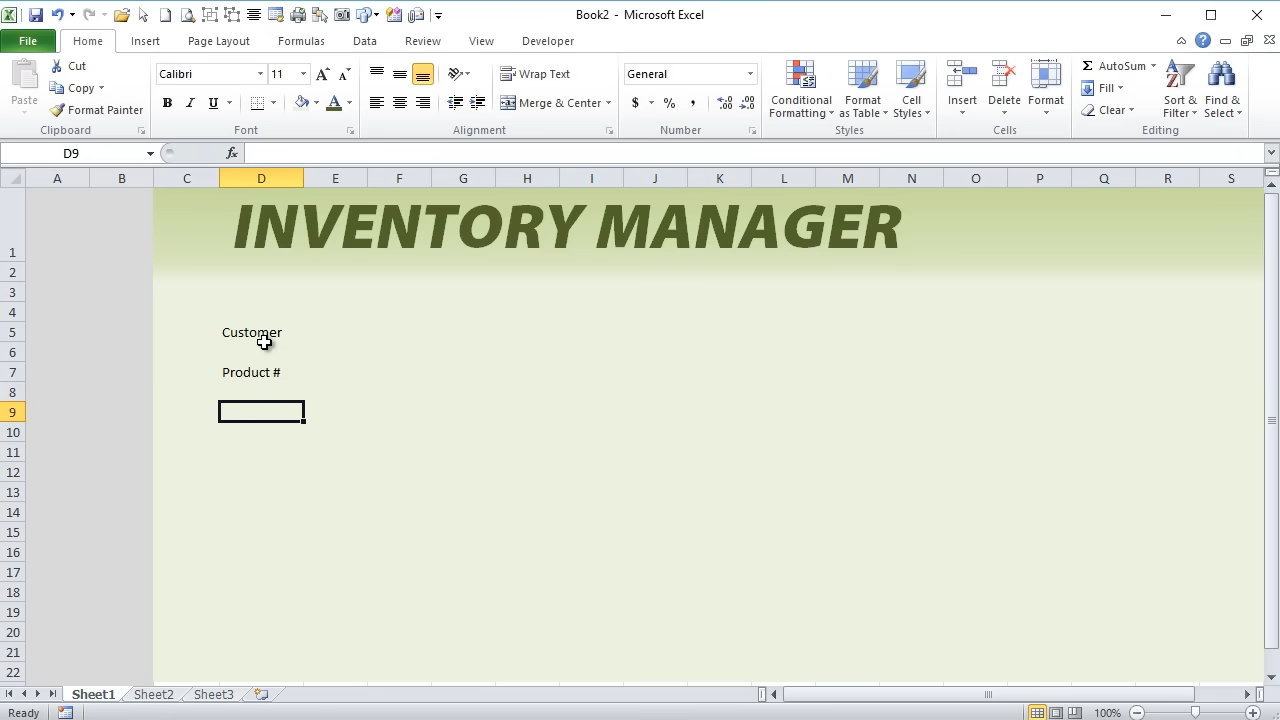 Book2 - Microsoft Excel
File Home Insert Page Layout Formulas Data Review View Developer
Paste Cut Copy Format Painter
Calibri 11
B I U
Wrap Text
Merge & Center
General
$ % ,
Conditional Formatting
Format as Table
Cell Styles
Insert Delete Format
AutoSum
Fill
Clear
Sort & Filter
Find & Select
Clipboard Font Alignment Number Styles Cells Editing
D9 fx
A B C D E F G H I J K L M N O P Q R S
INVENTORY MANAGER
1
2
3
4
5 Customer
6
7 Product #
8
9
10
11
12
13
14
15
16
17
18
19
20
21
22
Sheet1 Sheet2 Sheet3
Ready 100%